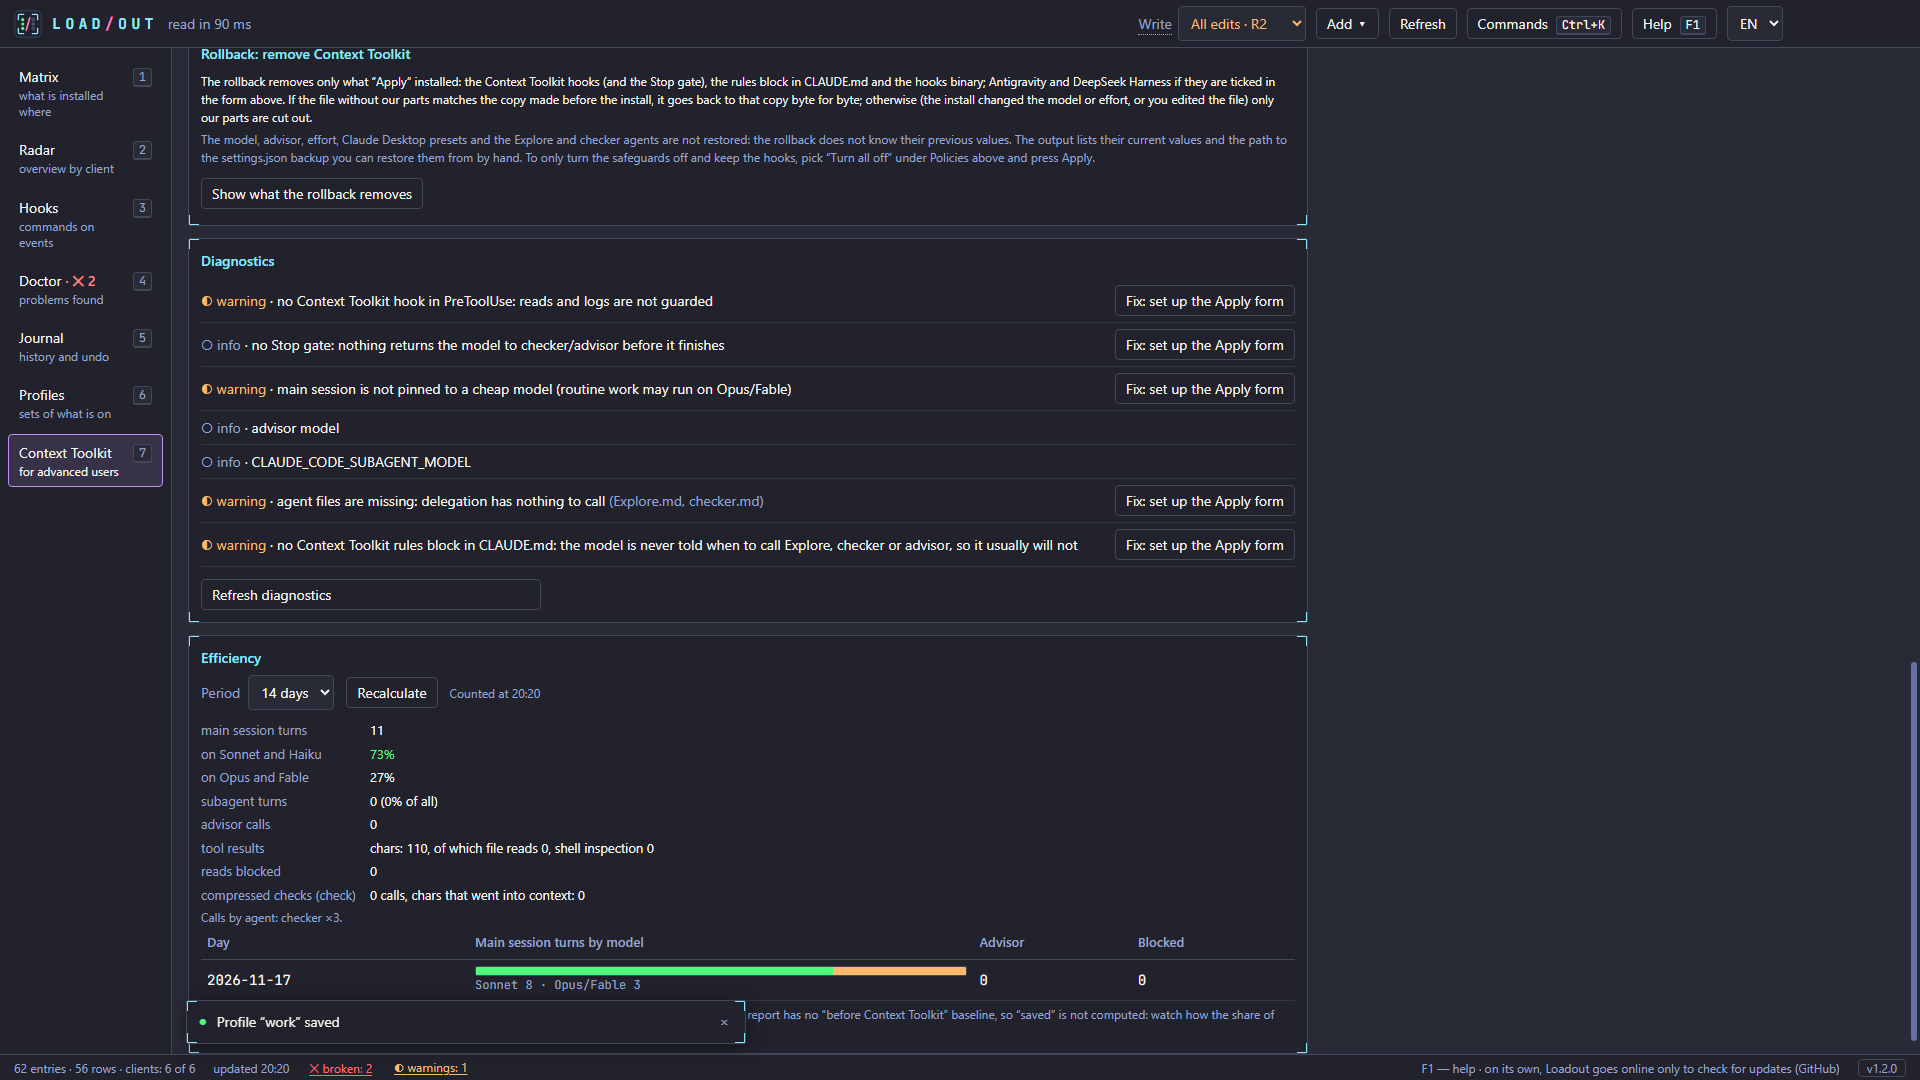 LOAD/OUT read in 90 ms Write All edits · R2 Add ▾ Refresh Commands Ctrl+K Help F1 EN
Matrix 1
what is installed
where
Radar 2
overview by client
Hooks 3
commands on
events
Doctor · ✕ 2 4
problems found
Journal 5
history and undo
Profiles 6
sets of what is on
Context Toolkit 7
for advanced users
Rollback: remove Context Toolkit
The rollback removes only what “Apply” installed: the Context Toolkit hooks (and the Stop gate), the rules block in CLAUDE.md and the hooks binary; Antigravity and DeepSeek Harness if they are ticked in
the form above. If the file without our parts matches the copy made before the install, it goes back to that copy byte for byte; otherwise (the install changed the model or effort, or you edited the file) only
our parts are cut out.
The model, advisor, effort, Claude Desktop presets and the Explore and checker agents are not restored: the rollback does not know their previous values. The output lists their current values and the path to
the settings.json backup you can restore them from by hand. To only turn the safeguards off and keep the hooks, pick “Turn all off” under Policies above and press Apply.
Show what the rollback removes
Diagnostics
warning · no Context Toolkit hook in PreToolUse: reads and logs are not guarded Fix: set up the Apply form
info · no Stop gate: nothing returns the model to checker/advisor before it finishes Fix: set up the Apply form
warning · main session is not pinned to a cheap model (routine work may run on Opus/Fable) Fix: set up the Apply form
info · advisor model
info · CLAUDE_CODE_SUBAGENT_MODEL
warning · agent files are missing: delegation has nothing to call (Explore.md, checker.md) Fix: set up the Apply form
warning · no Context Toolkit rules block in CLAUDE.md: the model is never told when to call Explore, checker or advisor, so it usually will not Fix: set up the Apply form
Refresh diagnostics
Efficiency
Period 14 days Recalculate Counted at 20:20
main session turns 11
on Sonnet and Haiku 73%
on Opus and Fable 27%
subagent turns 0 (0% of all)
advisor calls 0
tool results chars: 110, of which file reads 0, shell inspection 0
reads blocked 0
compressed checks (check) 0 calls, chars that went into context: 0
Calls by agent: checker ×3.
Day Main session turns by model Advisor Blocked
2026-11-17 Sonnet 8 · Opus/Fable 3 0 0
report has no “before Context Toolkit” baseline, so “saved” is not computed: watch how the share of
Profile “work” saved ×
62 entries · 56 rows · clients: 6 of 6 updated 20:20 ✕ broken: 2 warnings: 1 F1 — help · on its own, Loadout goes online only to check for updates (GitHub) v1.2.0